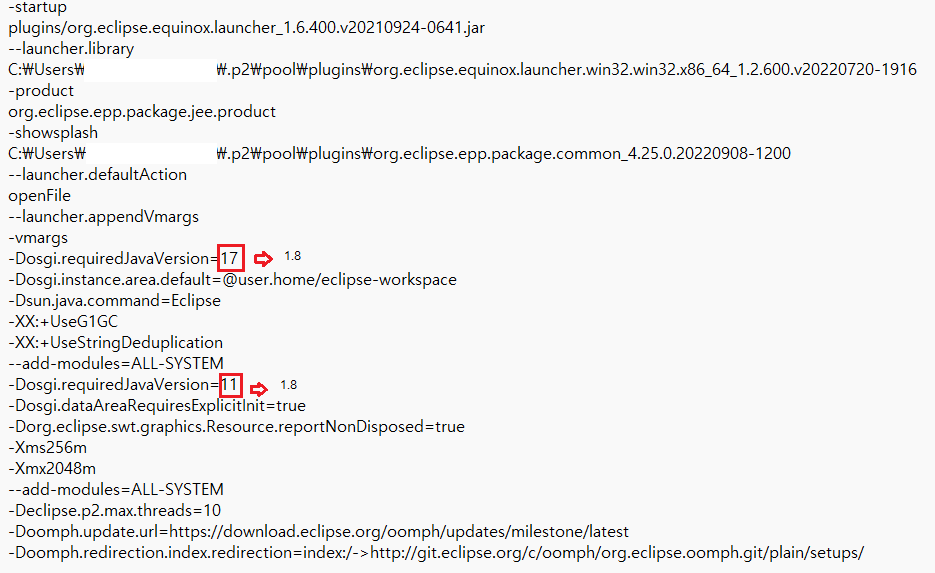 -startup
plugins/org.eclipse.equinox.launcher_1.6.400.v20210924-0641.jar
--launcher.library
C:₩Users₩ ₩.p2₩pool₩plugins₩org.eclipse.equinox.launcher.win32.win32.x86_64_1.2.600.v20220720-1916
-product
org.eclipse.epp.package.jee.product
-showsplash
C:₩Users₩ ₩.p2₩pool₩plugins₩org.eclipse.epp.package.common_4.25.0.20220908-1200
--launcher.defaultAction
openFile
--launcher.appendVmargs
-vmargs
-Dosgi.requiredJavaVersion=17 1.8
-Dosgi.instance.area.default=@user.home/eclipse-workspace
-Dsun.java.command=Eclipse
-XX:+UseG1GC
-XX:+UseStringDeduplication
--add-modules=ALL-SYSTEM
-Dosgi.requiredJavaVersion=11 1.8
-Dosgi.dataAreaRequiresExplicitInit=true
-Dorg.eclipse.swt.graphics.Resource.reportNonDisposed=true
-Xms256m
-Xmx2048m
--add-modules=ALL-SYSTEM
-Declipse.p2.max.threads=10
-Doomph.update.url=https://download.eclipse.org/oomph/updates/milestone/latest
-Doomph.redirection.index.redirection=index:/->http://git.eclipse.org/c/oomph/org.eclipse.oomph.git/plain/setups/